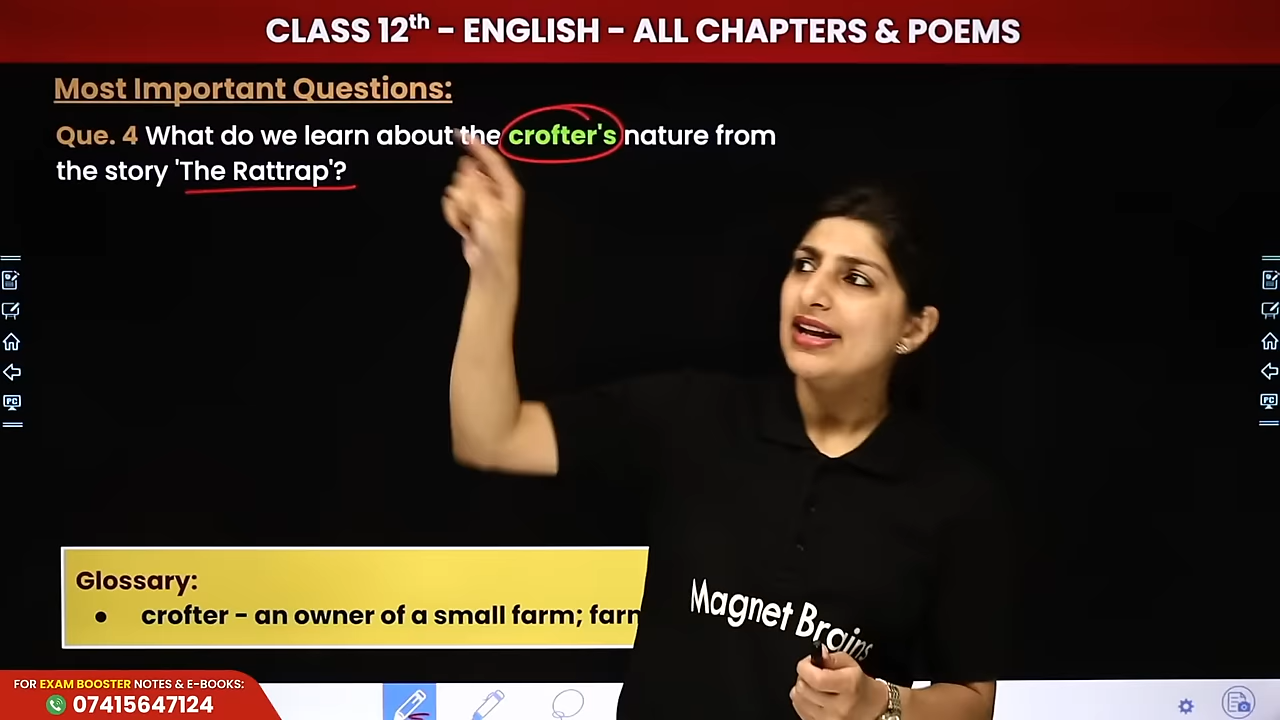 CLASS 12th - ENGLISH - ALL CHAPTERS & POEMS
Most Important Questions:
Que. 4 What do we learn about the crofter's nature from
the story 'The Rattrap'?
Glossary:
● crofter - an owner of a small farm;
Magnet Brains
FOR EXAM BOOSTER NOTES & E-BOOKS:
07415647124